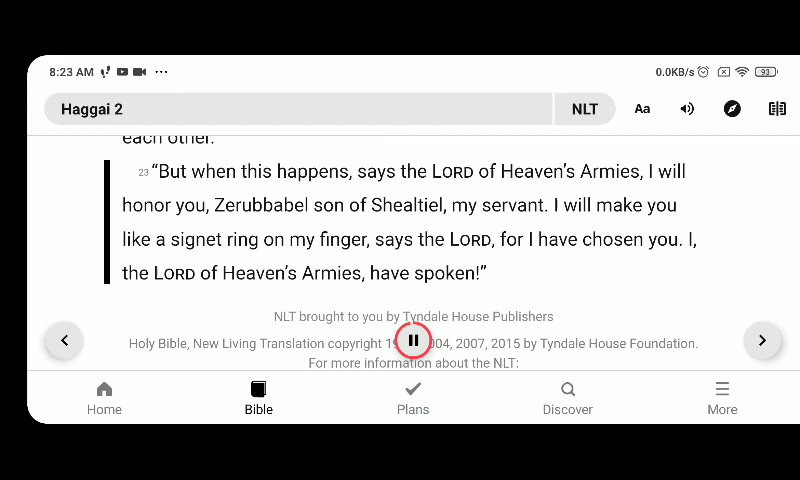 8:23 AM ...
0.0KB/s 93
Haggai 2 NLT Aa
each other.
23 “But when this happens, says the LORD of Heaven’s Armies, I will
honor you, Zerubbabel son of Shealtiel, my servant. I will make you
like a signet ring on my finger, says the LORD, for I have chosen you. I,
the LORD of Heaven’s Armies, have spoken!”
NLT brought to you by Tyndale House Publishers
Holy Bible, New Living Translation copyright 2007, 2015 by Tyndale House Foundation.
For more information about the NLT:
Home Bible Plans Discover More